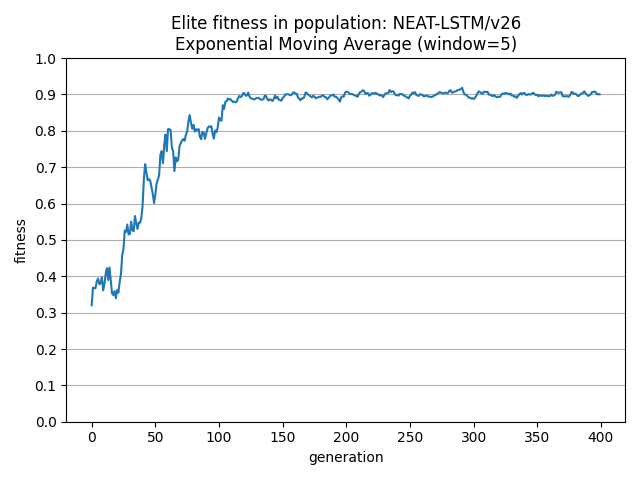 Elite fitness in population: NEAT-LSTM/v26
Exponential Moving Average (window=5)
1.0
0.9
0.8
0.7
0.6
0.5
0.4
0.3
0.2
0.1
0.0
fitness
0 50 100 150 200 250 300 350 400
generation